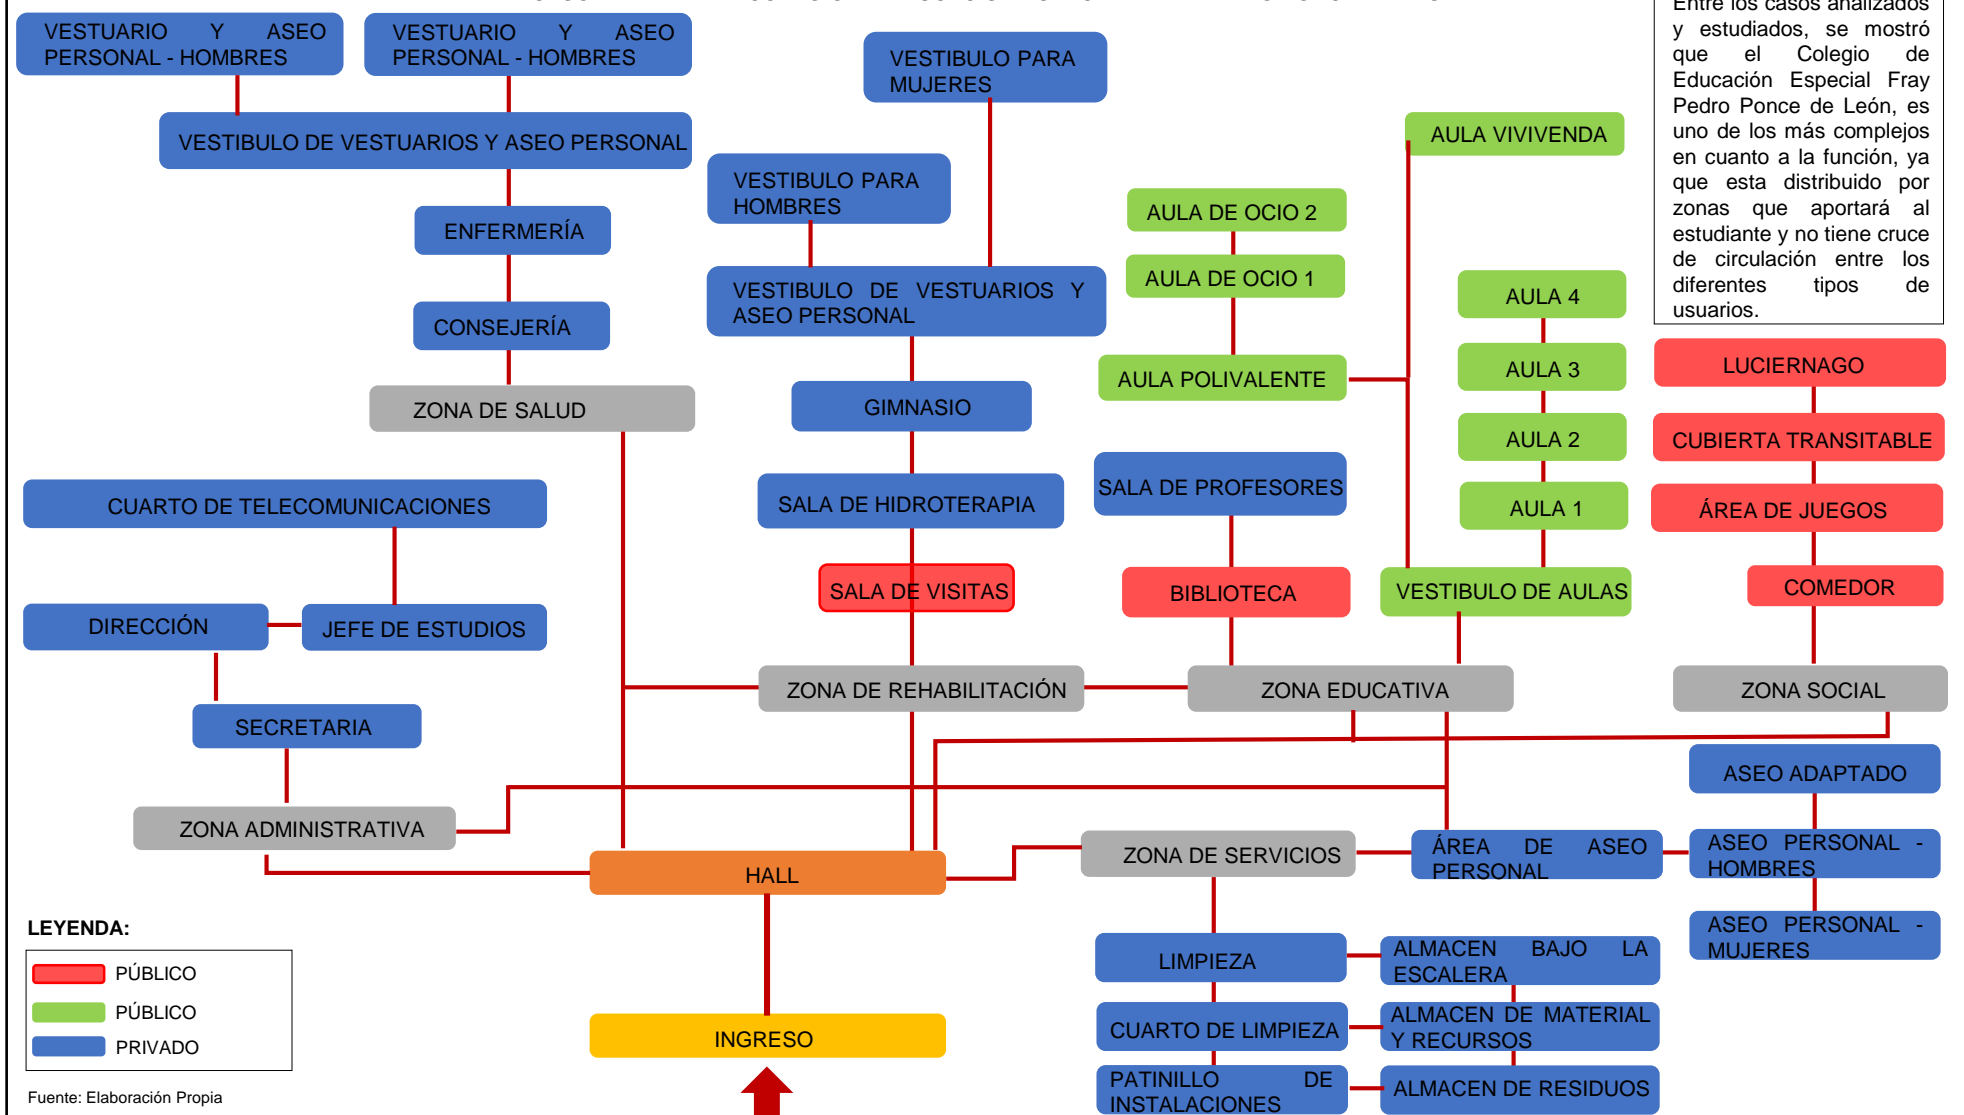 VESTUARIO Y ASEO
PERSONAL - HOMBRES
VESTUARIO Y ASEO
PERSONAL - HOMBRES
VESTIBULO DE VESTUARIOS Y ASEO PERSONAL
ENFERMERÍA
CONSEJERÍA
ZONA DE SALUD
VESTIBULO PARA
MUJERES
VESTIBULO PARA
HOMBRES
VESTIBULO DE VESTUARIOS Y
ASEO PERSONAL
GIMNASIO
SALA DE HIDROTERAPIA
SALA DE VISITAS
ZONA DE REHABILITACIÓN
AULA VIVIVENDA
AULA DE OCIO 2
AULA DE OCIO 1
AULA POLIVALENTE
SALA DE PROFESORES
BIBLIOTECA
AULA 4
AULA 3
AULA 2
AULA 1
VESTIBULO DE AULAS
ZONA EDUCATIVA
Entre los casos analizados
y estudiados, se mostró
que el Colegio de
Educación Especial Fray
Pedro Ponce de León, es
uno de los más complejos
en cuanto a la función, ya
que esta distribuido por
zonas que aportará al
estudiante y no tiene cruce
de circulación entre los
diferentes tipos de
usuarios.
LUCIERNAGO
CUBIERTA TRANSITABLE
ÁREA DE JUEGOS
COMEDOR
ZONA SOCIAL
CUARTO DE TELECOMUNICACIONES
DIRECCIÓN
JEFE DE ESTUDIOS
SECRETARIA
ZONA ADMINISTRATIVA
HALL
INGRESO
ZONA DE SERVICIOS
ÁREA DE ASEO
PERSONAL
ASEO ADAPTADO
ASEO PERSONAL -
HOMBRES
ASEO PERSONAL -
MUJERES
LIMPIEZA
ALMACEN BAJO LA
ESCALERA
CUARTO DE LIMPIEZA
ALMACEN DE MATERIAL
Y RECURSOS
PATINILLO DE
INSTALACIONES
ALMACEN DE RESIDUOS
LEYENDA:
PÚBLICO
PÚBLICO
PRIVADO
Fuente: Elaboración Propia